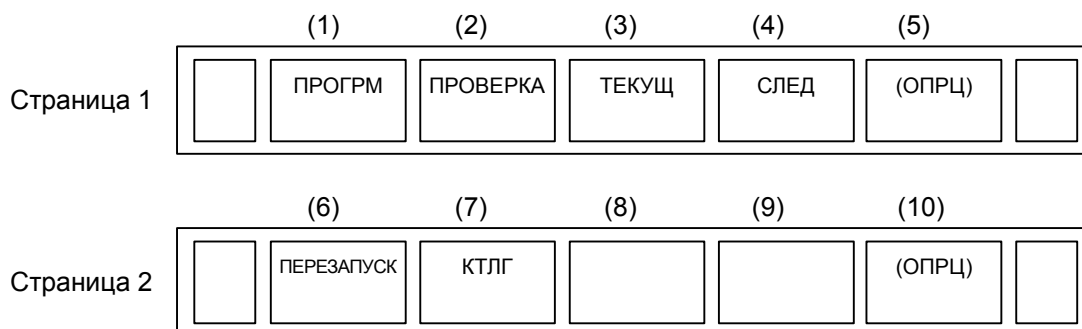 (1) (2) (3) (4) (5)
Страница 1 ПРОГРМ ПРОВЕРКА ТЕКУЩ СЛЕД (ОПРЦ)
(6) (7) (8) (9) (10)
Страница 2 ПЕРЕЗАПУСК КТЛГ (ОПРЦ)